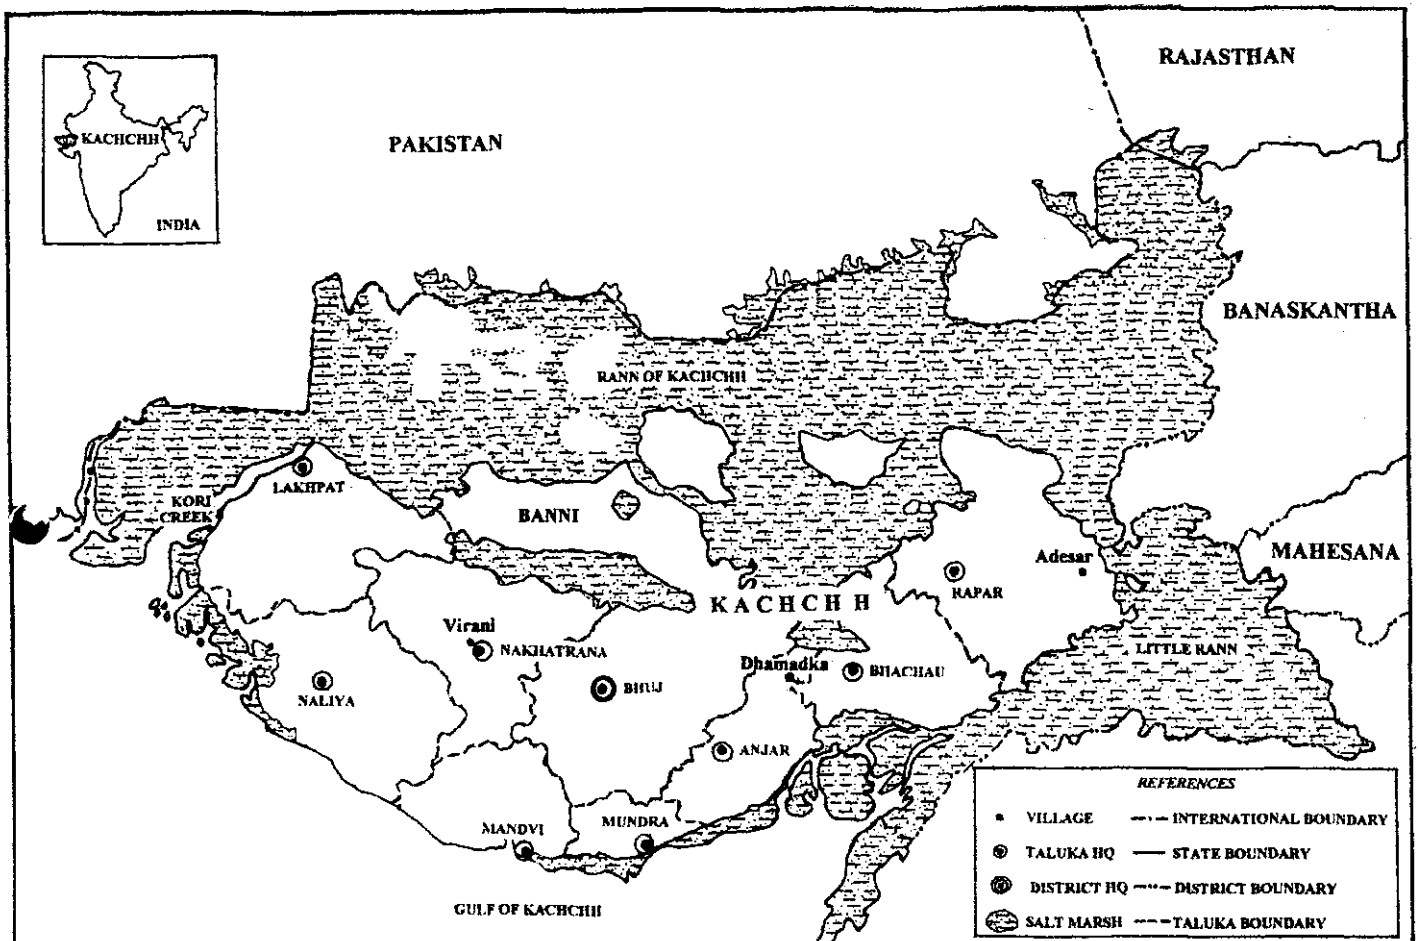 RAJASTHAN
PAKISTAN
KACHCHH
INDIA
BANASKANTHA
RANN OF KACHCHH
LAKHPAT
KORI
CREEK
BANNI
MAHESANA
Adesar
RAPAR
KACHCHH
Virani
NAKHATRANA
LITTLE RANN
Dhamadka
BHACHAU
NALIYA
BHUJ
ANJAR
MANDVI
MUNDRA
GULF OF KACHCHH
REFERENCES
VILLAGE INTERNATIONAL BOUNDARY
TALUKA HQ STATE BOUNDARY
DISTRICT HQ DISTRICT BOUNDARY
SALT MARSH TALUKA BOUNDARY